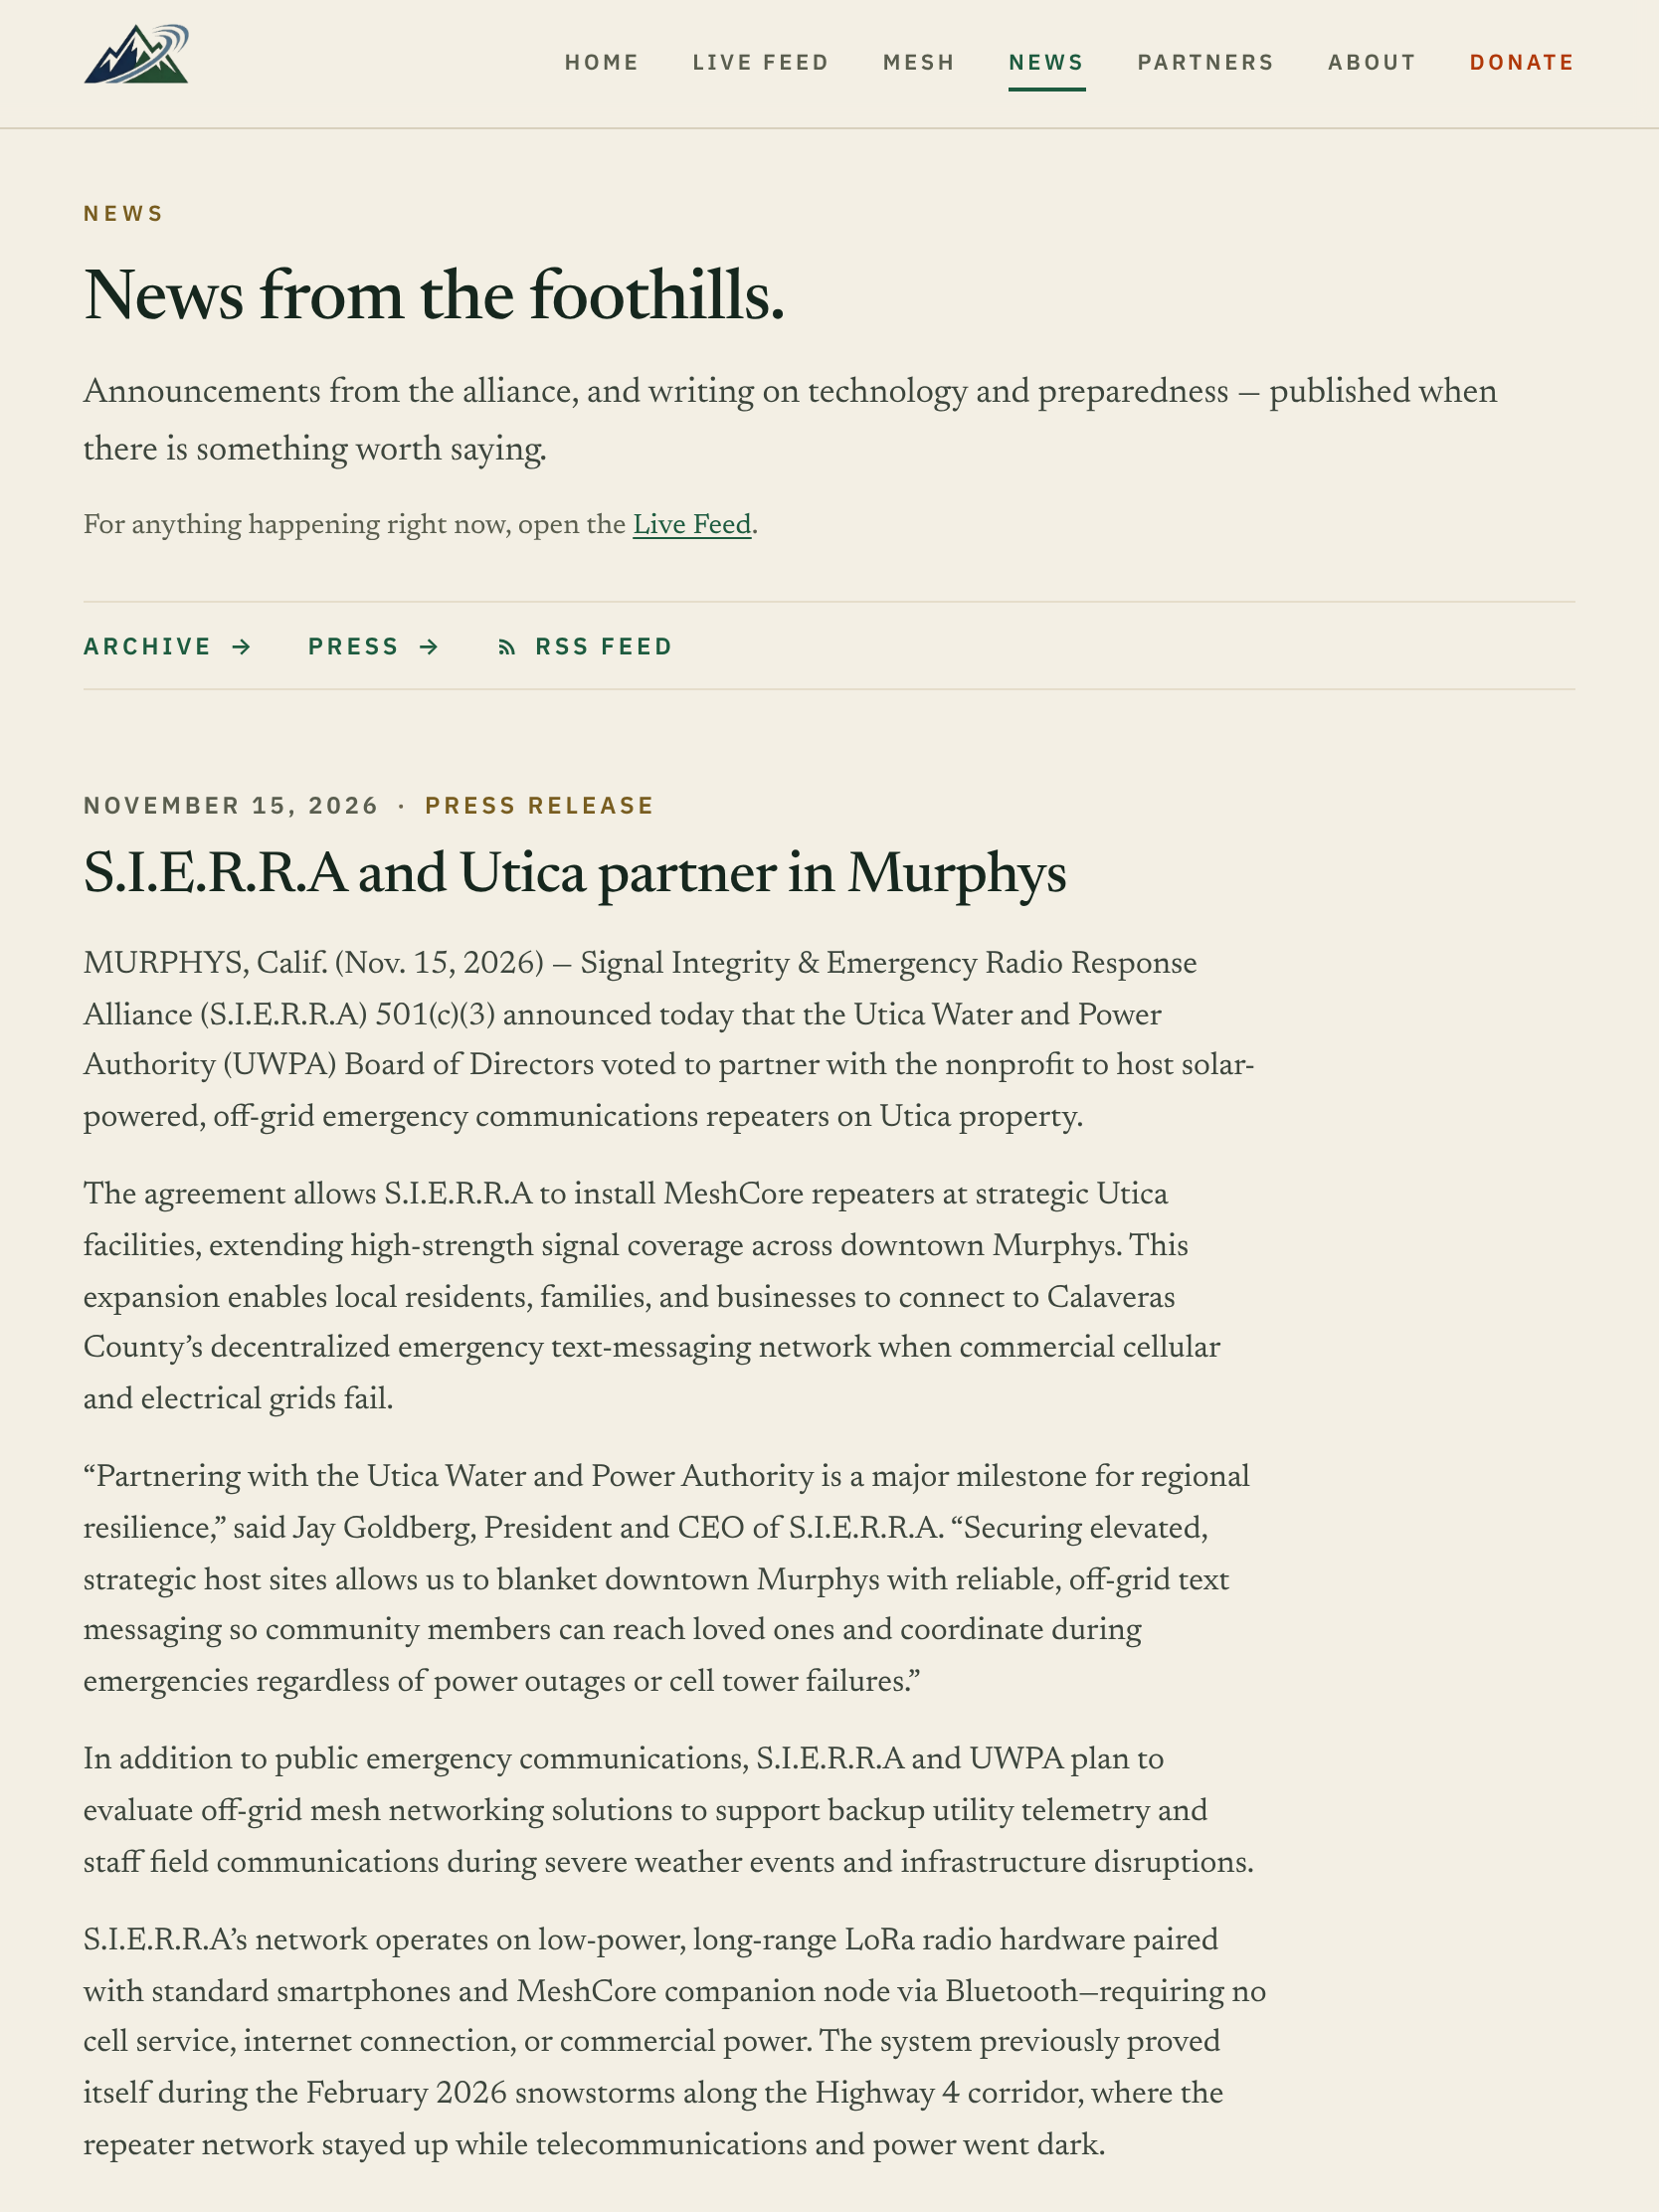 HOME LIVE FEED MESH NEWS PARTNERS ABOUT DONATE
NEWS
News from the foothills.
Announcements from the alliance, and writing on technology and preparedness — published when
there is something worth saying.
For anything happening right now, open the Live Feed.
ARCHIVE → PRESS → RSS FEED
NOVEMBER 15, 2026 · PRESS RELEASE
S.I.E.R.R.A and Utica partner in Murphys
MURPHYS, Calif. (Nov. 15, 2026) — Signal Integrity & Emergency Radio Response
Alliance (S.I.E.R.R.A) 501(c)(3) announced today that the Utica Water and Power
Authority (UWPA) Board of Directors voted to partner with the nonprofit to host solar-
powered, off-grid emergency communications repeaters on Utica property.
The agreement allows S.I.E.R.R.A to install MeshCore repeaters at strategic Utica
facilities, extending high-strength signal coverage across downtown Murphys. This
expansion enables local residents, families, and businesses to connect to Calaveras
County’s decentralized emergency text-messaging network when commercial cellular
and electrical grids fail.
“Partnering with the Utica Water and Power Authority is a major milestone for regional
resilience,” said Jay Goldberg, President and CEO of S.I.E.R.R.A. “Securing elevated,
strategic host sites allows us to blanket downtown Murphys with reliable, off-grid text
messaging so community members can reach loved ones and coordinate during
emergencies regardless of power outages or cell tower failures.”
In addition to public emergency communications, S.I.E.R.R.A and UWPA plan to
evaluate off-grid mesh networking solutions to support backup utility telemetry and
staff field communications during severe weather events and infrastructure disruptions.
S.I.E.R.R.A’s network operates on low-power, long-range LoRa radio hardware paired
with standard smartphones and MeshCore companion node via Bluetooth—requiring no
cell service, internet connection, or commercial power. The system previously proved
itself during the February 2026 snowstorms along the Highway 4 corridor, where the
repeater network stayed up while telecommunications and power went dark.